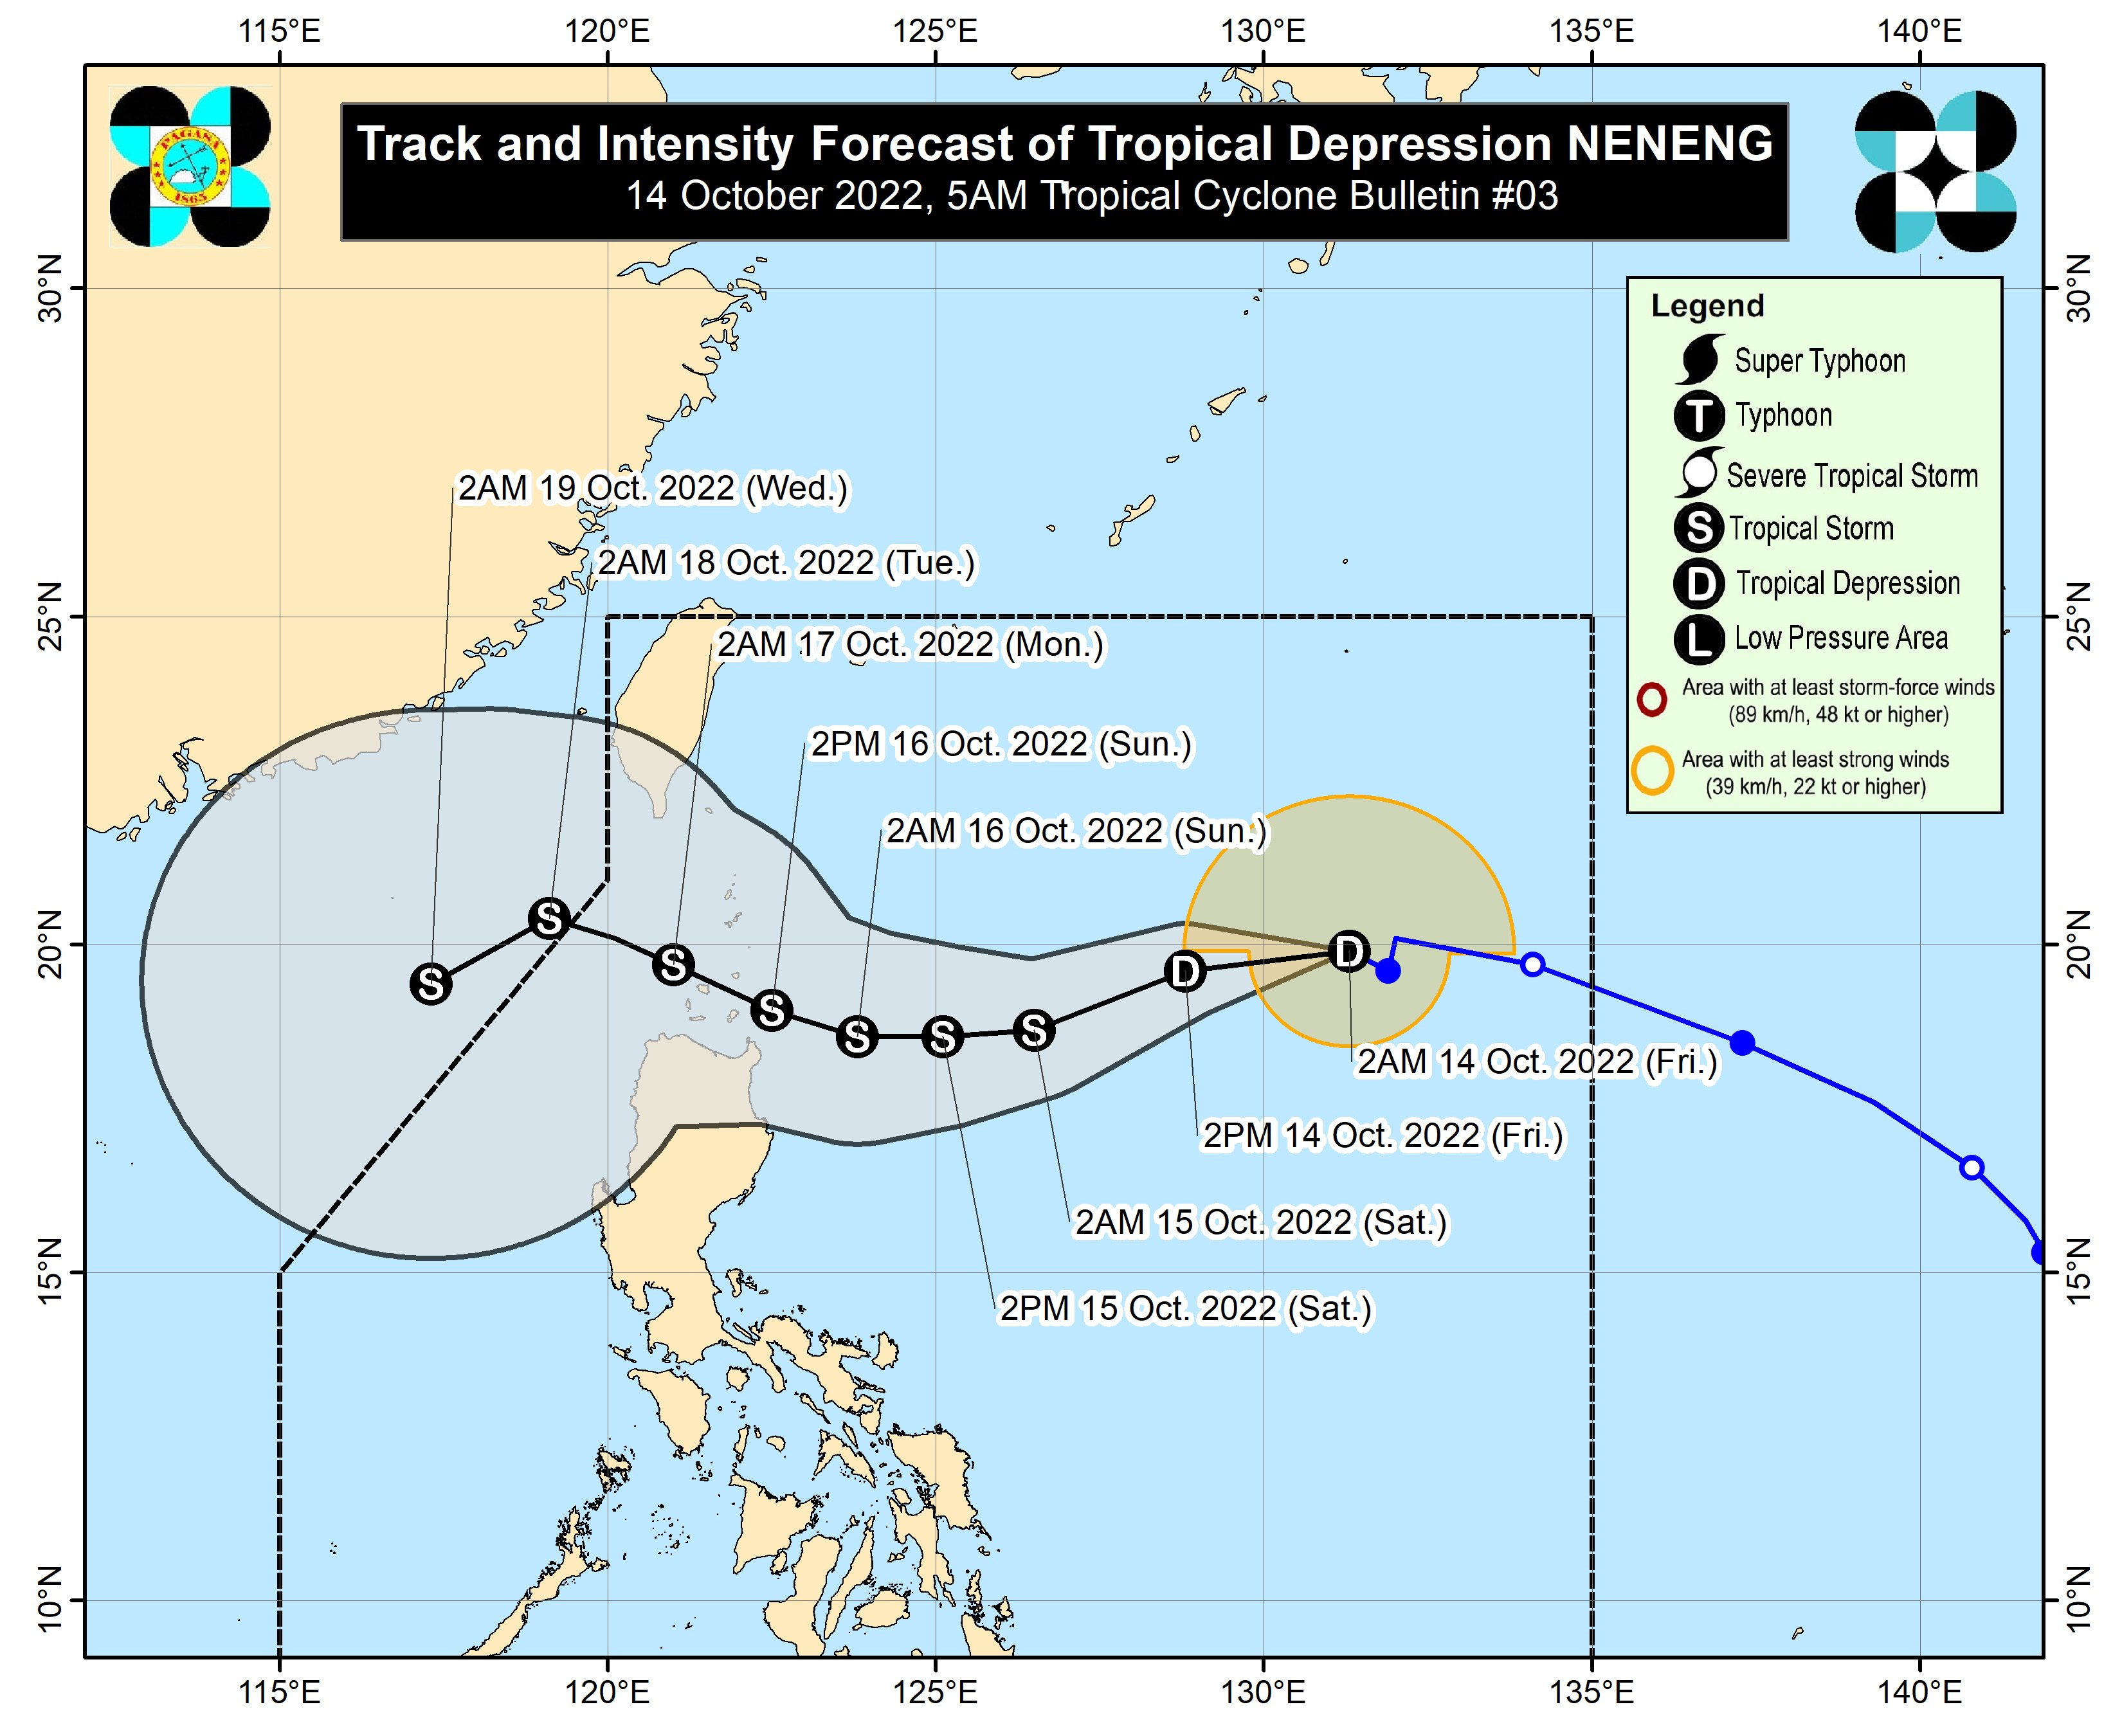 115°E 120°E 125°E 130°E 135°E 140°E
PAGASA
1865
Track and Intensity Forecast of Tropical Depression NENENG
14 October 2022, 5AM Tropical Cyclone Bulletin #03
30°N
30°N
Legend
Super Typhoon
T Typhoon
Severe Tropical Storm
S Tropical Storm
D Tropical Depression
L Low Pressure Area
Area with at least storm-force winds
(89 km/h, 48 kt or higher)
Area with at least strong winds
(39 km/h, 22 kt or higher)
2AM 19 Oct. 2022 (Wed.)
2AM 18 Oct. 2022 (Tue.)
25°N
25°N
2AM 17 Oct. 2022 (Mon.)
2PM 16 Oct. 2022 (Sun.)
2AM 16 Oct. 2022 (Sun.)
20°N
20°N
S S S S S S S D D
2AM 14 Oct. 2022 (Fri.)
2PM 14 Oct. 2022 (Fri.)
2AM 15 Oct. 2022 (Sat.)
15°N
15°N
2PM 15 Oct. 2022 (Sat.)
10°N
10°N
115°E 120°E 125°E 130°E 135°E 140°E